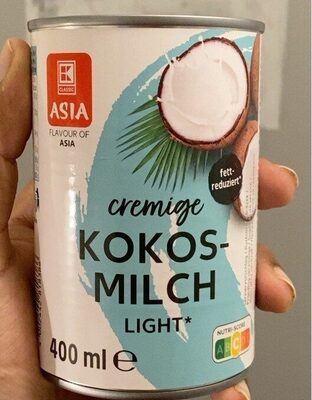 K
CLASSIC
ASIA
FLAVOUR OF
ASIA
fett-
reduziert*
cremige
KOKOS-
MILCH
LIGHT*
400 ml e
NUTRI-SCORE
A B C D E